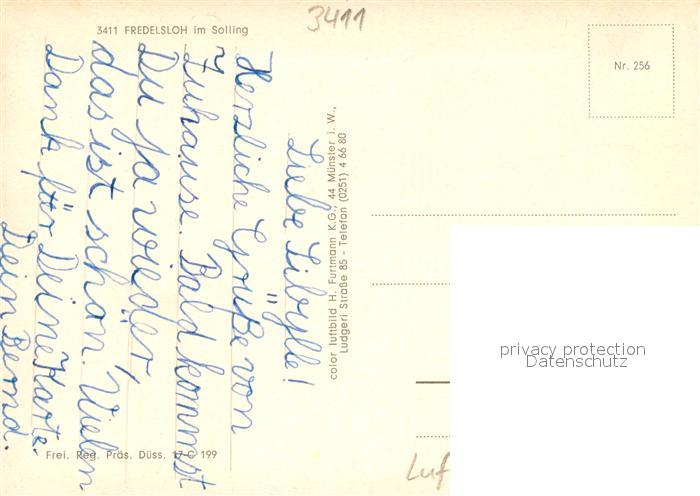 3411
3411 FREDELSLOH im Solling
Nr. 256
Liebe Sibylle!
Herzliche Grüße von
Zuhause. Bald kommst
Du ja wieder,
das ist schön. Vieln
Dank für Deine Karte.
Dein Bernd.
color luftbild H. Furtmann K.G., 44 Münster i. W.,
Ludgeri Straße 85 - Telefon (0251) 4 66 80
Frei. Reg. Präs. Düss. 17-C 199
Luf
privacy protection
Datenschutz